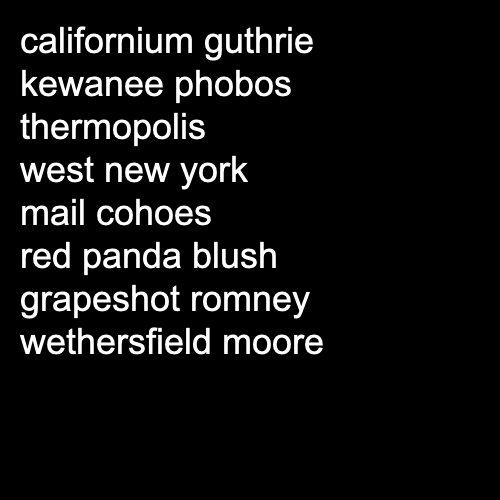 californium guthrie
kewanee phobos
thermopolis
west new york
mail cohoes
red panda blush
grapeshot romney
wethersfield moore